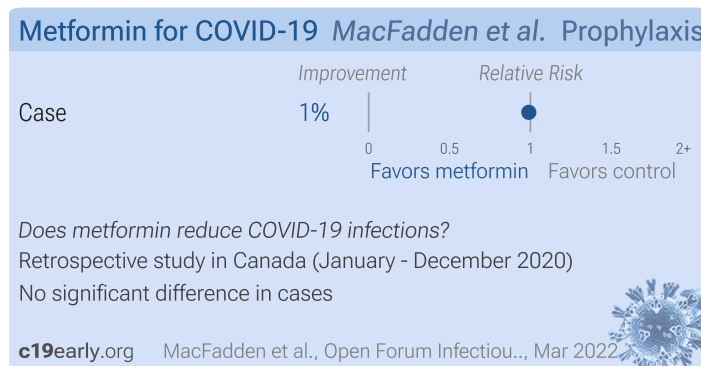 Metformin for COVID-19 MacFadden et al. Prophylaxis
Improvement Relative Risk
Case 1%
0 0.5 1 1.5 2+
Favors metformin Favors control
Does metformin reduce COVID-19 infections?
Retrospective study in Canada (January - December 2020)
No significant difference in cases
c19early.org MacFadden et al., Open Forum Infectiou.., Mar 2022